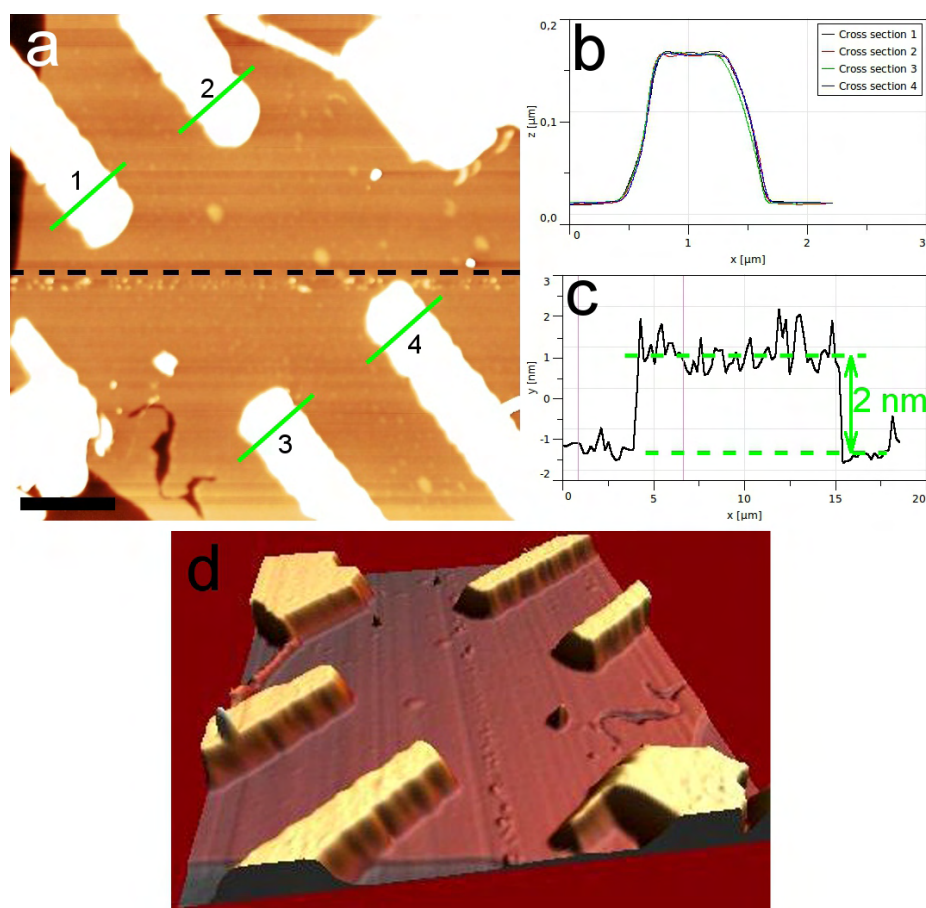 a
1
2
3
4
b
0,2
0,1
0,0
z [µm]
0
1
2
3
x [µm]
Cross section 1
Cross section 2
Cross section 3
Cross section 4
c
3
2
1
0
-1
-2
y [nm]
0
5
10
15
20
x [µm]
2 nm
d